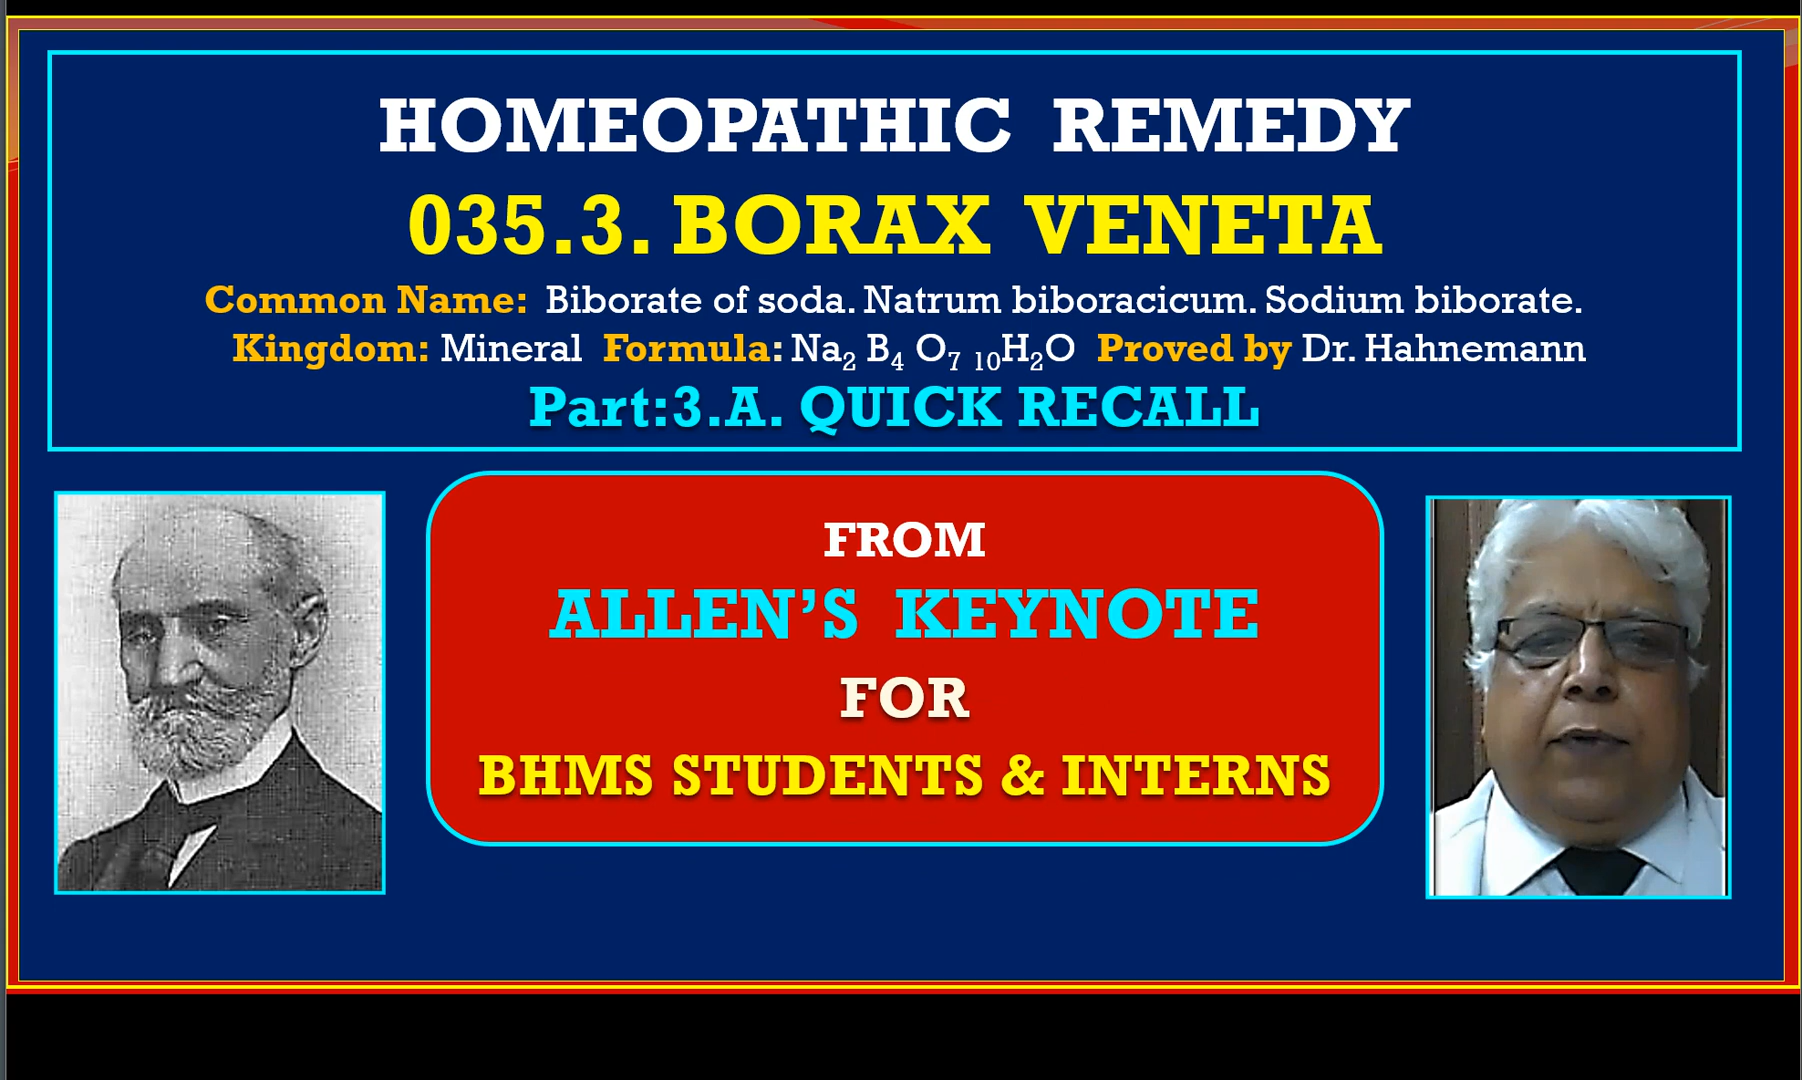 HOMEOPATHIC REMEDY
035.3. BORAX VENETA
Common Name: Biborate of soda. Natrum biboracicum. Sodium biborate.
Kingdom: Mineral Formula: Na₂ B₄ O₇ ₁₀H₂O Proved by Dr. Hahnemann
Part:3.A. QUICK RECALL
FROM
ALLEN’S KEYNOTE
FOR
BHMS STUDENTS & INTERNS